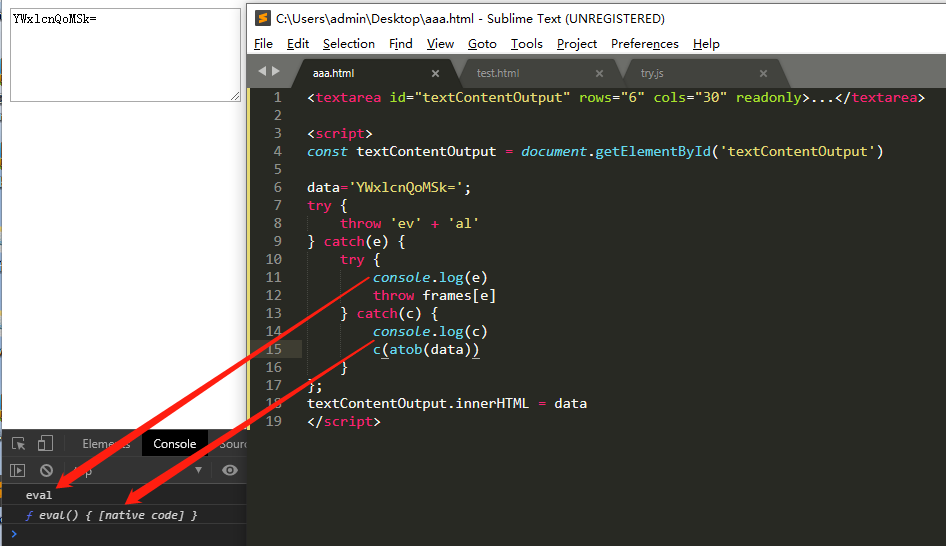 YWxlcnQoMSk=
C:\Users\admin\Desktop\aaa.html - Sublime Text (UNREGISTERED)
File Edit Selection Find View Goto Tools Project Preferences Help
aaa.html × test.html × try.js ×
1 <textarea id="textContentOutput" rows="6" cols="30" readonly>...</textarea>
2
3 <script>
4 const textContentOutput = document.getElementById('textContentOutput')
5
6 data='YWxlcnQoMSk=';
7 try {
8     throw 'ev' + 'al'
9 } catch(e) {
10     try {
11         console.log(e)
12         throw frames[e]
13     } catch(c) {
14         console.log(c)
15         c(atob(data))
16     }
17 };
18 textContentOutput.innerHTML = data
19 </script>
Elements Console
eval
ƒ eval() { [native code] }
>